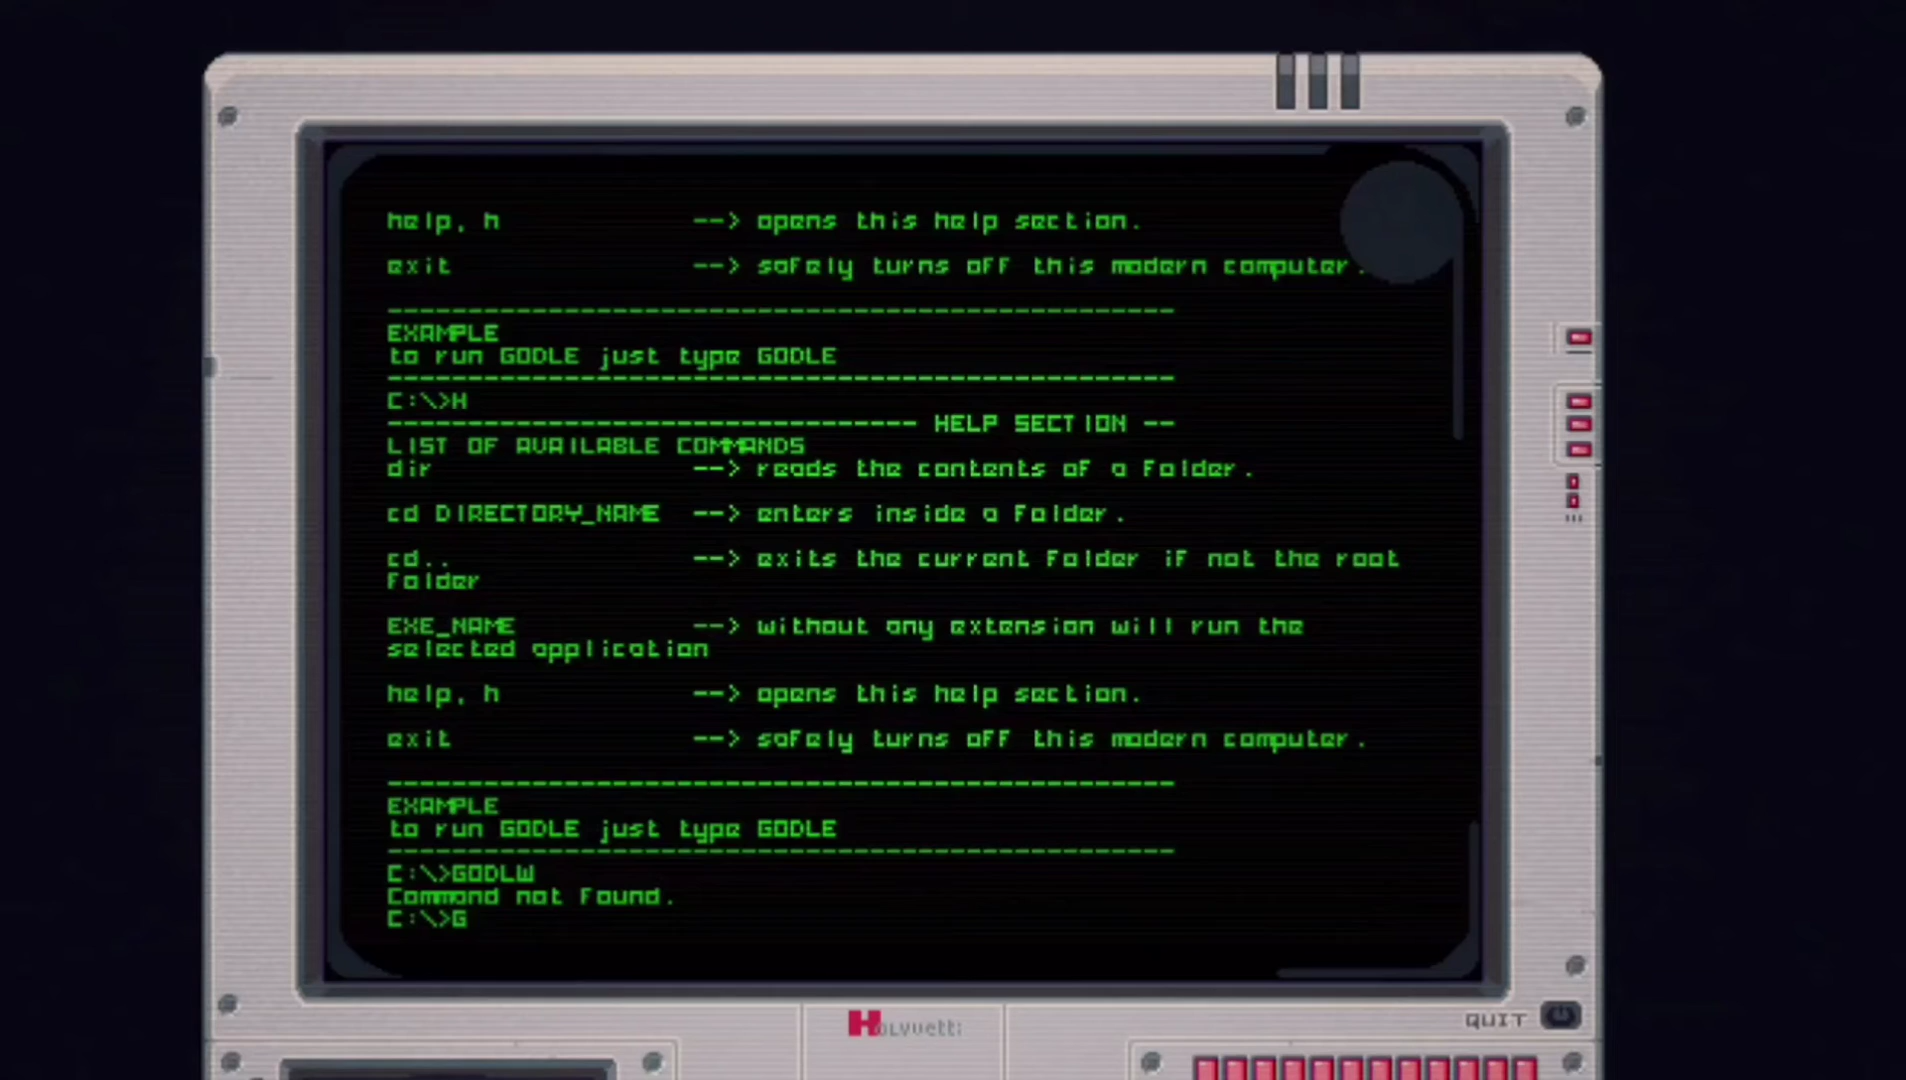 help, h --> opens this help section.
exit --> safely turns off this modern computer.
--------------------------------------------------
EXAMPLE
to run GODLE just type GODLE
--------------------------------------------------
C:\>H
---------------------------------- HELP SECTION --
LIST OF AVAILABLE COMMANDS
dir --> reads the contents of a folder.
cd DIRECTORY_NAME --> enters inside a folder.
cd.. --> exits the current folder if not the root
folder
EXE_NAME --> without any extension will run the
selected application
help, h --> opens this help section.
exit --> safely turns off this modern computer.
--------------------------------------------------
EXAMPLE
to run GODLE just type GODLE
--------------------------------------------------
C:\>GODLW
Command not found.
C:\>G
QUIT
Holyvetti